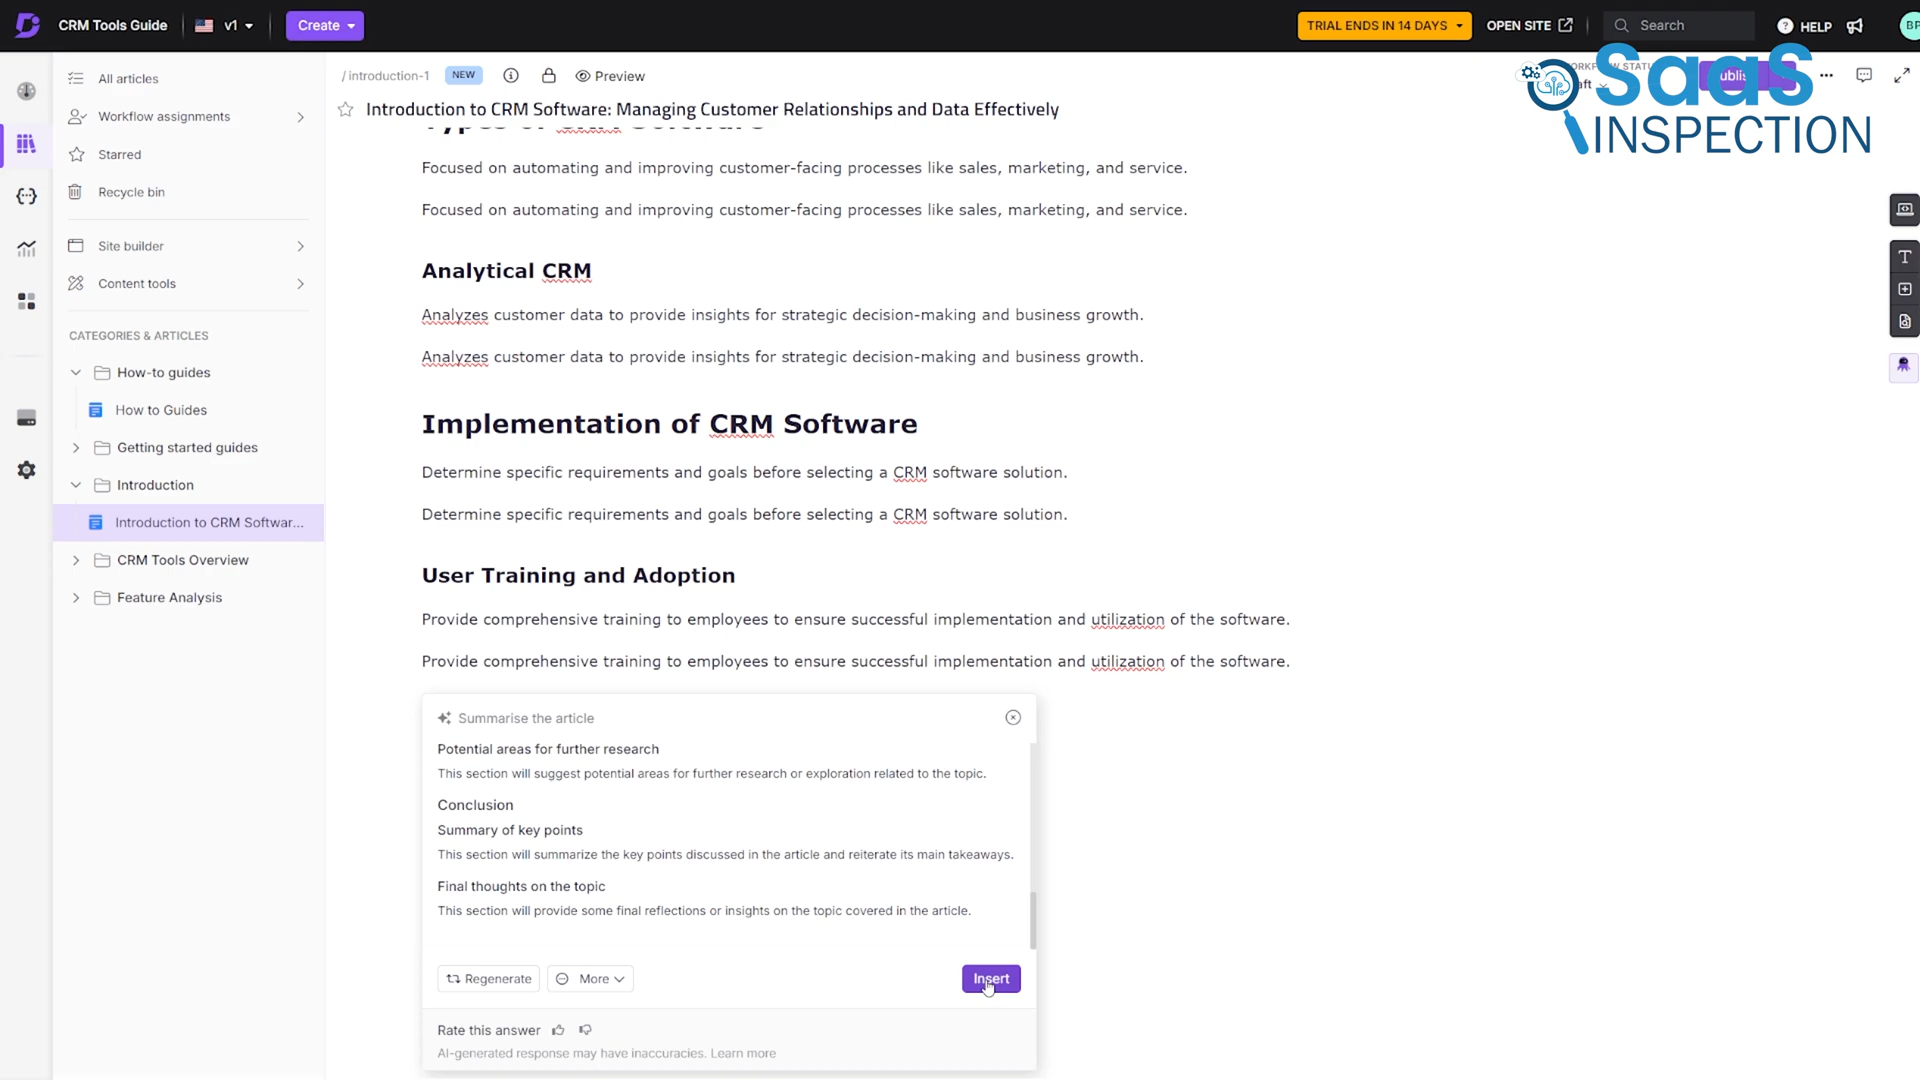 CRM Tools Guide
v1
Create
TRIAL ENDS IN 14 DAYS
OPEN SITE
Search
HELP
BP
All articles
Workflow assignments
Starred
Recycle bin
Site builder
Content tools
CATEGORIES & ARTICLES
How-to guides
How to Guides
Getting started guides
Introduction
Introduction to CRM Softwar...
CRM Tools Overview
Feature Analysis
/introduction-1
NEW
Preview
SaaS
INSPECTION
Introduction to CRM Software: Managing Customer Relationships and Data Effectively
Types of CRM Software
Focused on automating and improving customer-facing processes like sales, marketing, and service.
Focused on automating and improving customer-facing processes like sales, marketing, and service.
Analytical CRM
Analyzes customer data to provide insights for strategic decision-making and business growth.
Analyzes customer data to provide insights for strategic decision-making and business growth.
Implementation of CRM Software
Determine specific requirements and goals before selecting a CRM software solution.
Determine specific requirements and goals before selecting a CRM software solution.
User Training and Adoption
Provide comprehensive training to employees to ensure successful implementation and utilization of the software.
Provide comprehensive training to employees to ensure successful implementation and utilization of the software.
Summarise the article
Potential areas for further research
This section will suggest potential areas for further research or exploration related to the topic.
Conclusion
Summary of key points
This section will summarize the key points discussed in the article and reiterate its main takeaways.
Final thoughts on the topic
This section will provide some final reflections or insights on the topic covered in the article.
Regenerate
More
Insert
Rate this answer
AI-generated response may have inaccuracies. Learn more